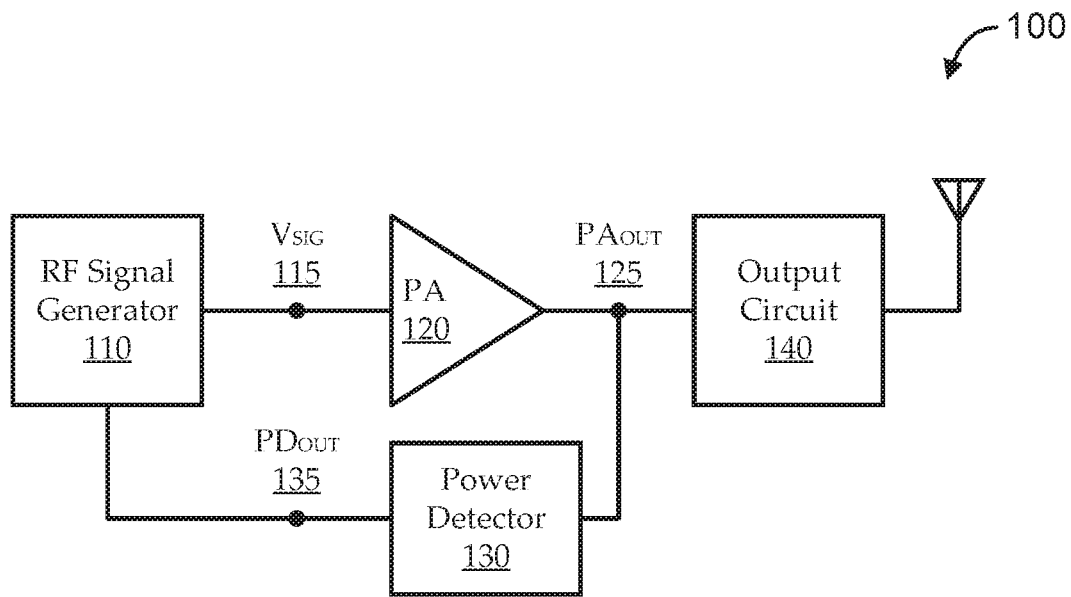 100
RF Signal
Generator
110
VSIG
115
PA
120
PAOUT
125
Output
Circuit
140
PDOUT
135
Power
Detector
130